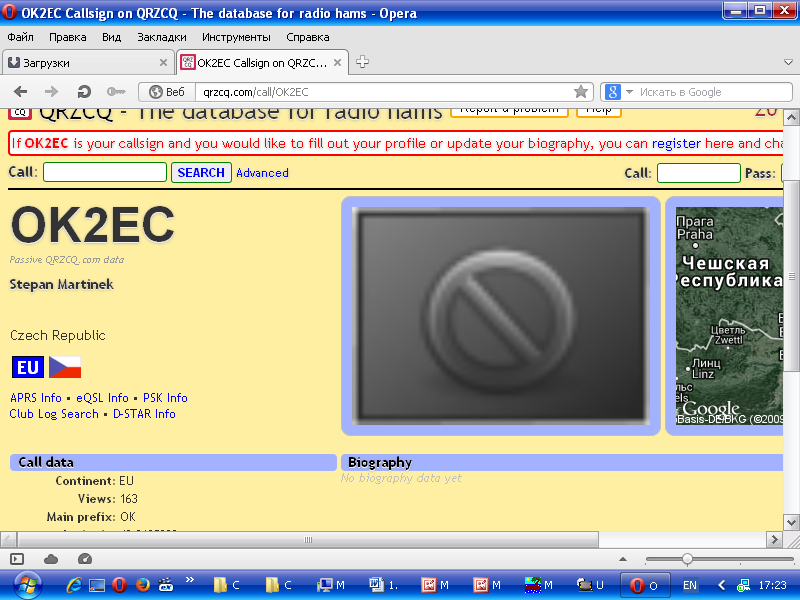 OK2EC Callsign on QRZCQ - The database for radio hams - Opera
Файл Правка Вид Закладки Инструменты Справка
Загрузки
OK2EC Callsign on QRZC...
Веб qrzcq.com/call/OK2EC Искать в Google
QRZCQ - The database for radio hams Report a problem Help 20
If OK2EC is your callsign and you would like to fill out your profile or update your biography, you can register here and cha
Call: SEARCH Advanced Call: Pass:
OK2EC
Passive QRZCQ.com data
Stepan Martinek
Czech Republic
EU
APRS Info • eQSL Info • PSK Info
Club Log Search • D-STAR Info
Прага
Praha
Чешская
Республика
Цветль
Zwettl
Линц
Linz
льс
els
Google
Basis-DE/BKG (©2009
Call data
Continent: EU
Views: 163
Main prefix: OK
Biography
No biography data yet
С С М 1. М М М U O EN 17:23